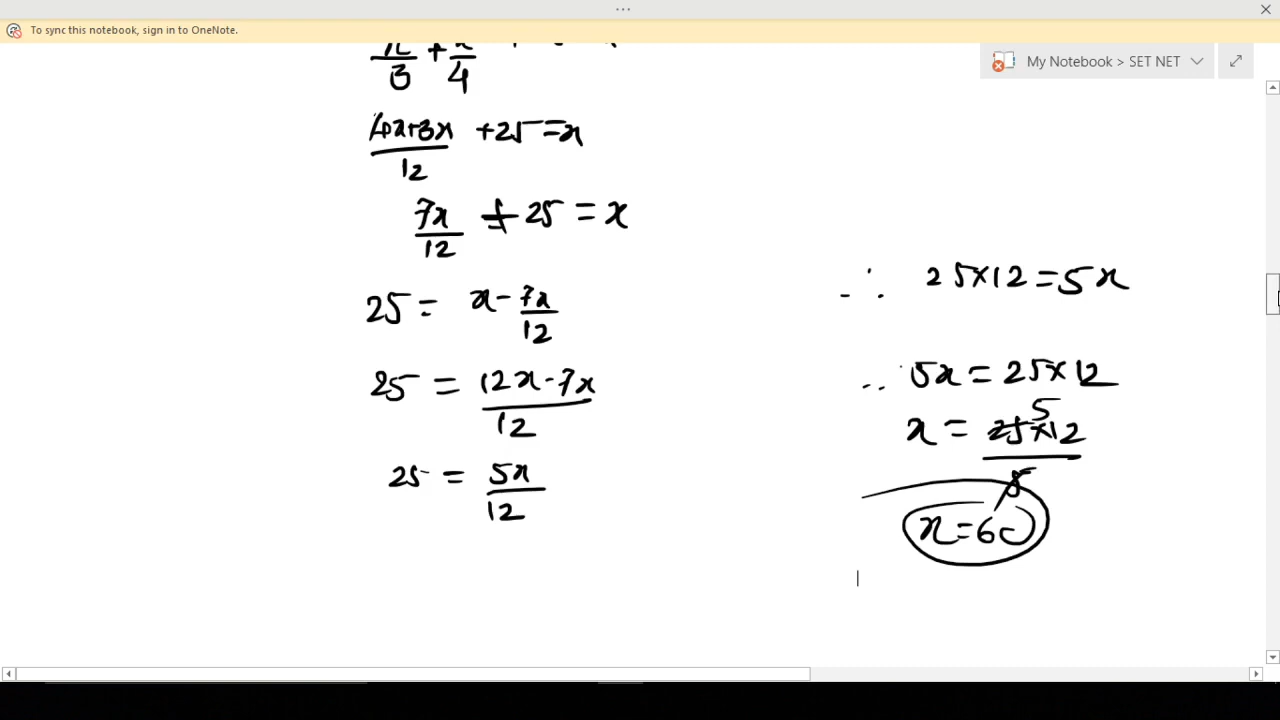 ...
To sync this notebook, sign in to OneNote.
My Notebook > SET NET
x/3 + x/4
4x+3x/12 +25=x
7x/12 + 25 = x
25 = x - 7x/12
25 = 12x-7x/12
25 = 5x/12
∴ 25×12=5x
∴ 5x = 25×12
x = 25×12/5
5
x=60